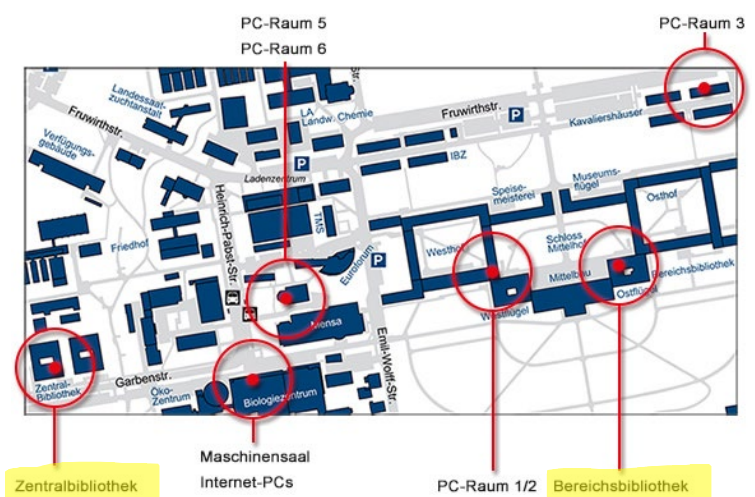 PC-Raum 5
PC-Raum 6
PC-Raum 3
Landessaat-
zuchtanstalt
Fruwirthstr.
LA
Landw. Chemie
Fruwirthstr.
P
Kavaliershäuser
Verfügungs-
gebäude
P
Ladenzentrum
IBZ
Heinrich-Pabst-Str.
TMS
Speise-
meisterei
Museums-
flügel
Osthof
Friedhof
Euroforum
P
Westhof
Schloss
Mittelhof
Mittelbau
Bereichsbibliothek
Ostflügel
Westflügel
Mensa
Emil-Wolff-Str.
Zentral-
Bibliothek
Garbenstr.
Öko-
Zentrum
Biologiezentrum
Maschinensaal
Internet-PCs
Zentralbibliothek
PC-Raum 1/2
Bereichsbibliothek